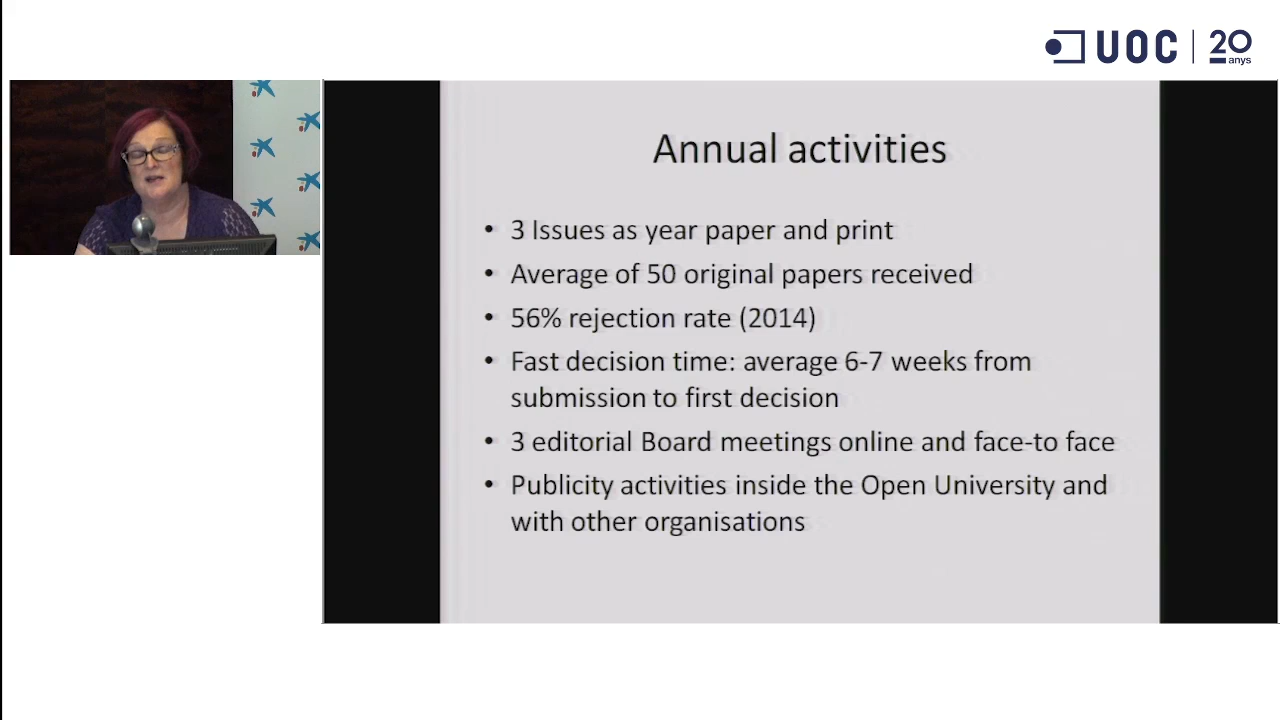 UOC
20
anys
Annual activities
• 3 Issues as year paper and print
• Average of 50 original papers received
• 56% rejection rate (2014)
• Fast decision time: average 6-7 weeks from
submission to first decision
• 3 editorial Board meetings online and face-to face
• Publicity activities inside the Open University and
with other organisations